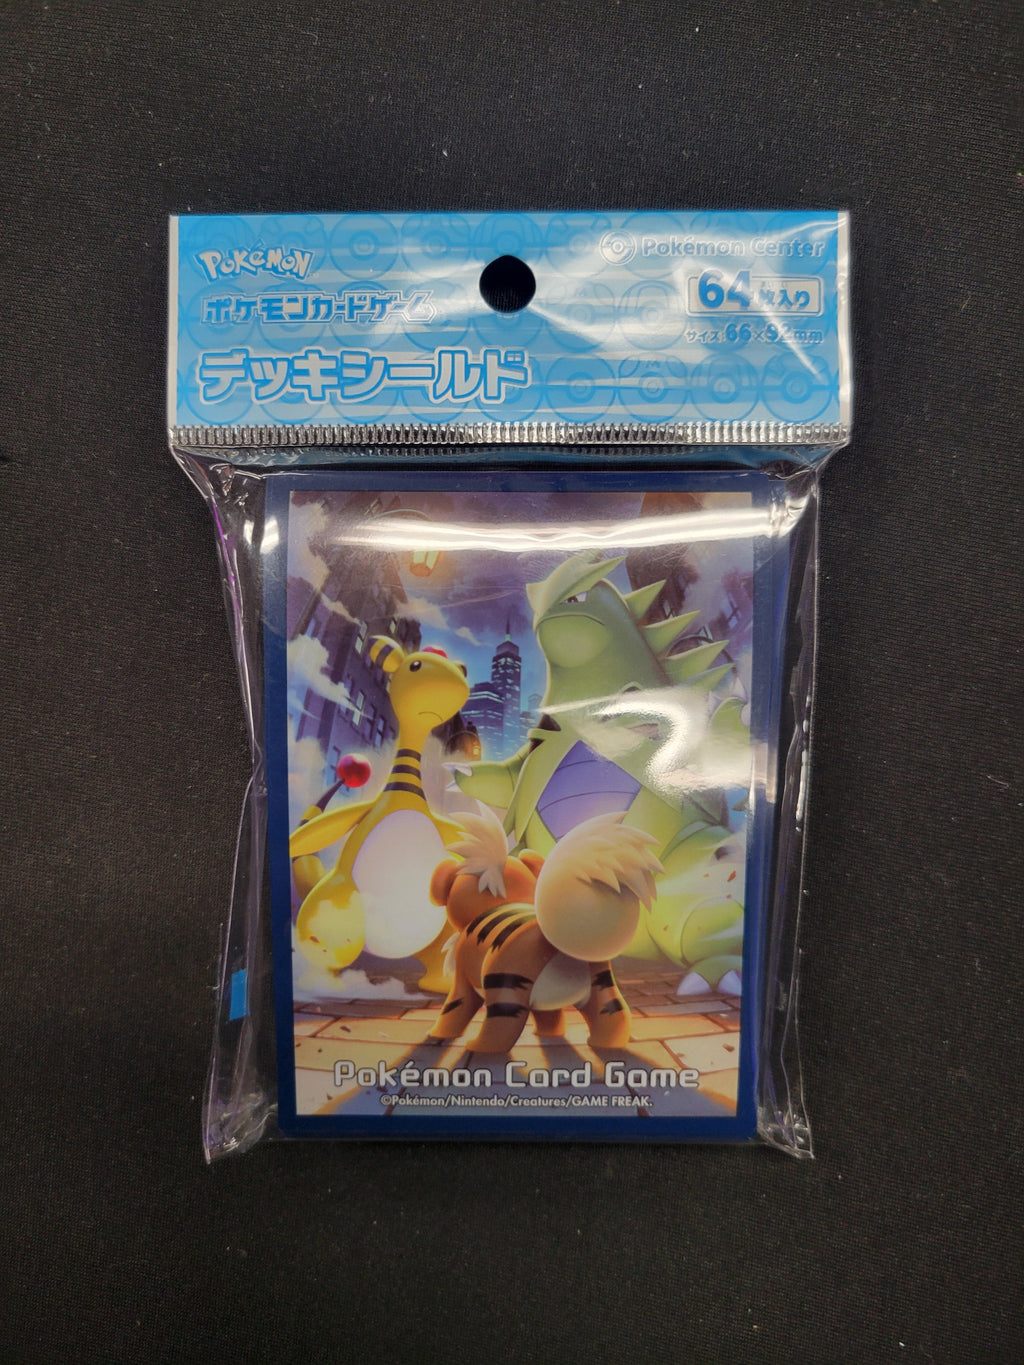 POKÉMON
ポケモンカードゲーム
デッキシールド
Pokémon Center
64枚入り
サイズ:66×92mm
Pokémon Card Game
©Pokémon/Nintendo/Creatures/GAME FREAK.